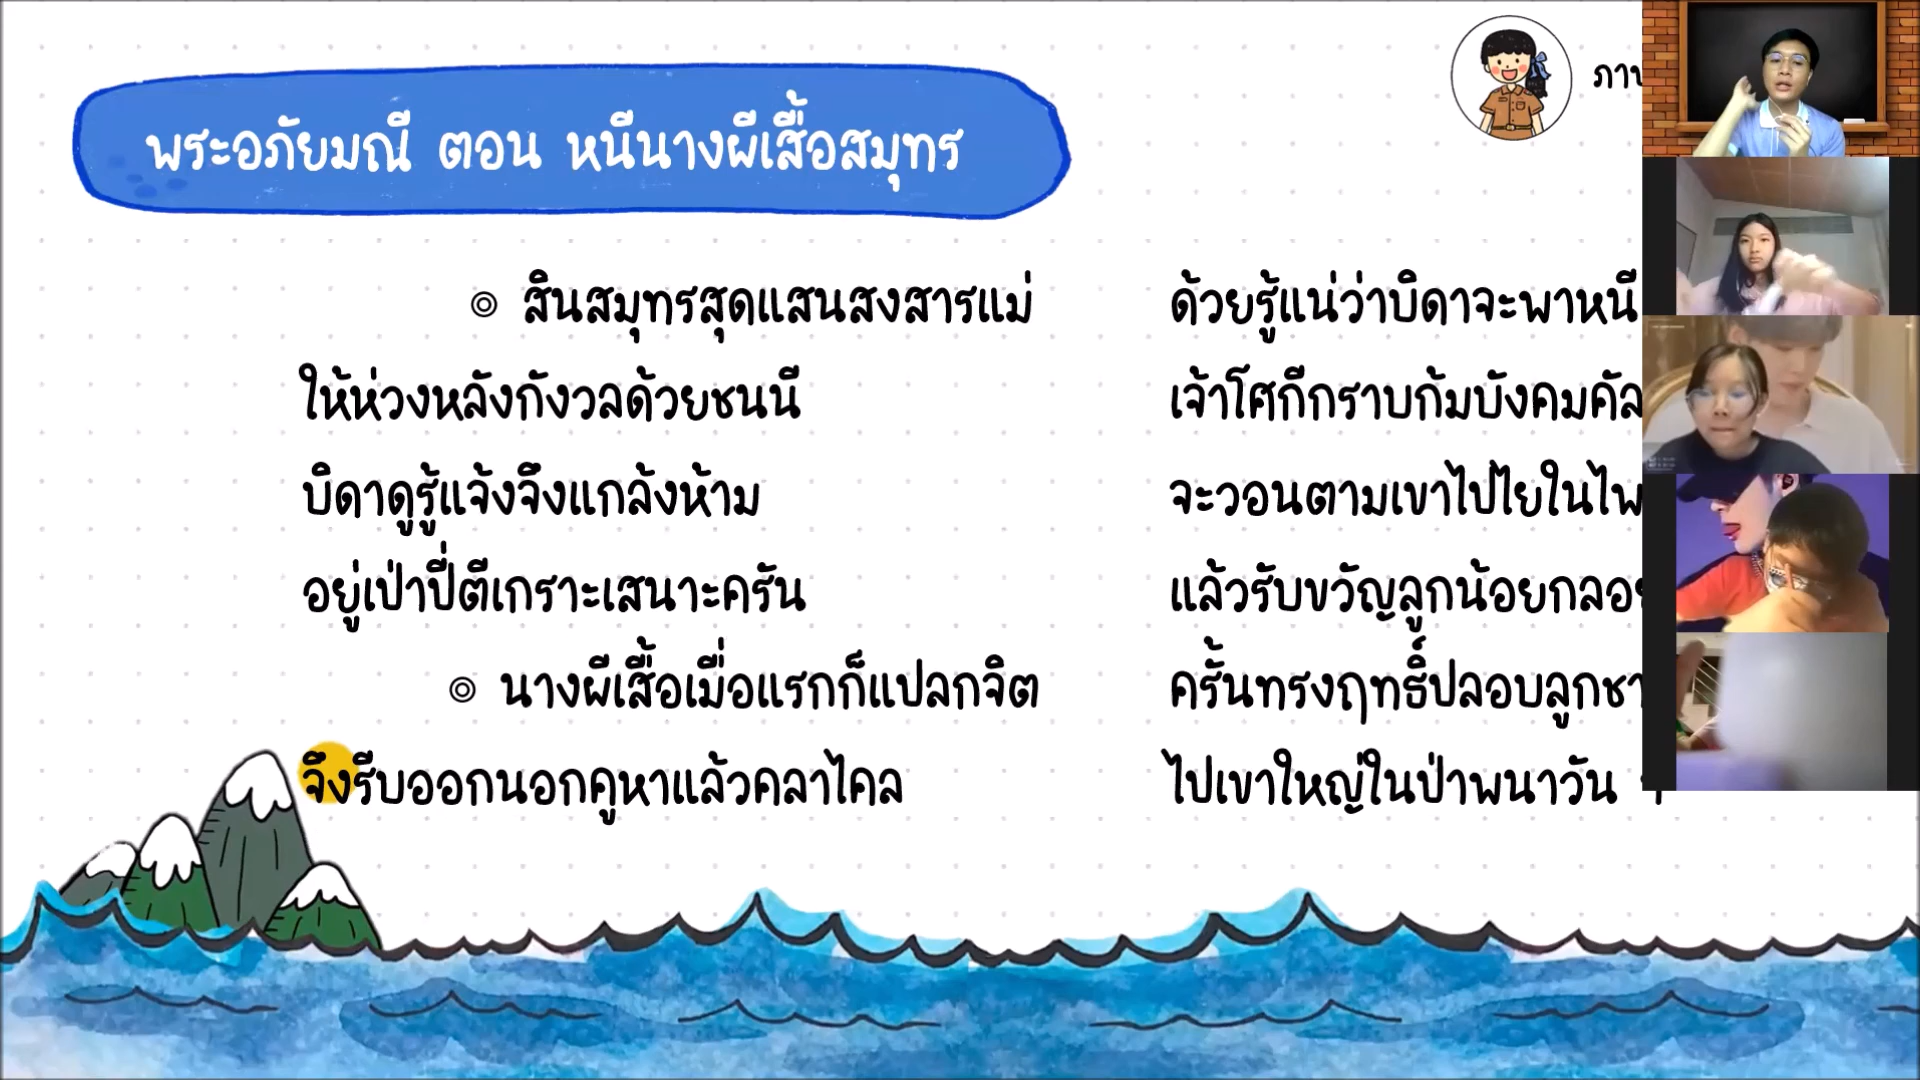 พระอภัยมณี ตอน หนีนางผีเสื้อสมุทร
๏ สินสมุทรสุดแสนสงสารแม่ ด้วยรู้แน่ว่าบิดาจะพาหนี
ให้ห่วงหลังกังวลด้วยชนนี เจ้าโศกีกราบก้มบังคมคัล
บิดาดูรู้แจ้งจึงแกล้งห้าม จะวอนตามเขาไปไยใน
อยู่เป่าปี่ตีเกราะเสนาะครัน แล้วรับขวัญลูกน้อย
๏ นางผีเสื้อเมื่อแรกก็แปลกจิต ครั้นทรงฤทธิ์ปลอบ
จึงรีบออกนอกคูหาแล้วคลาไคล ไปเขาใหญ่ในป่าพนาวัน